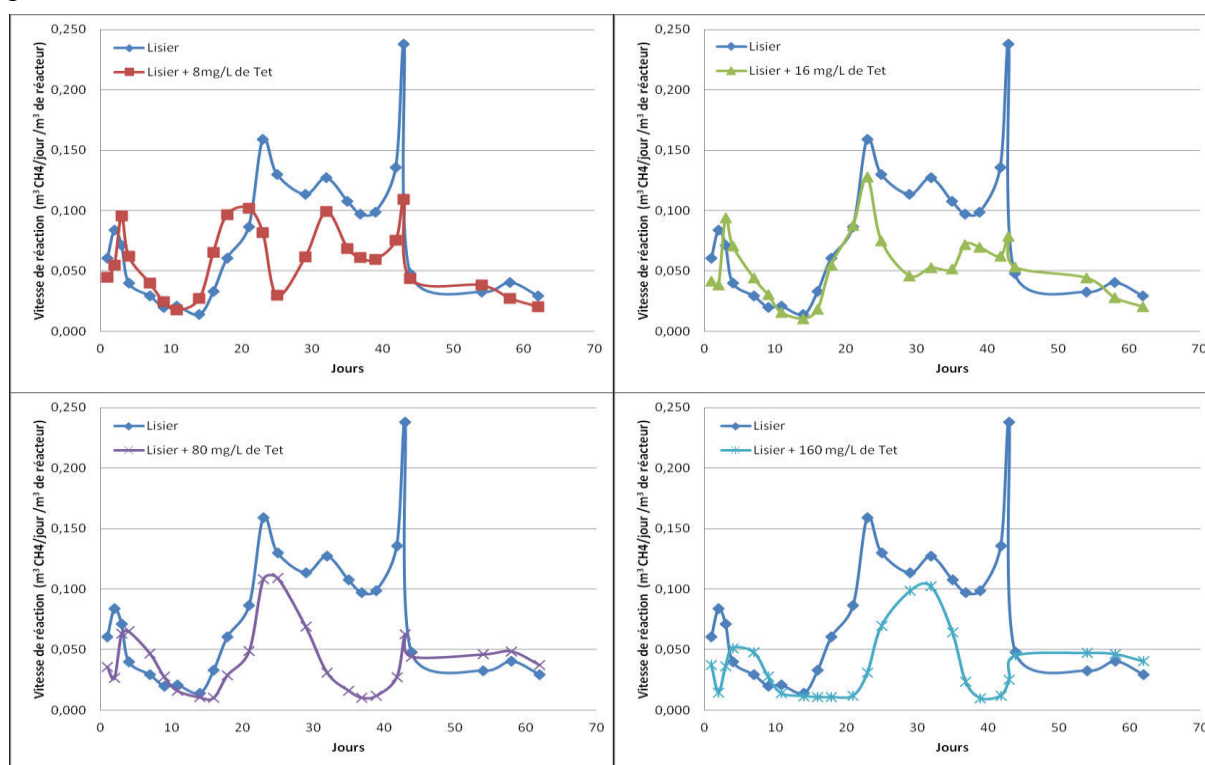 0,250
0,200
0,150
0,100
0,050
0,000
0 10 20 30 40 50 60 70
Vitesse de réaction (m³ CH4/jour /m³ de réacteur)
Jours
Lisier
Lisier + 8mg/L de Tet
0,250
0,200
0,150
0,100
0,050
0,000
0 10 20 30 40 50 60 70
Vitesse de réaction (m³ CH4/jour /m³ de réacteur)
Jours
Lisier
Lisier + 16 mg/L de Tet
0,250
0,200
0,150
0,100
0,050
0,000
0 10 20 30 40 50 60 70
Vitesse de réaction (m³ CH4/jour /m³ de réacteur)
Jours
Lisier
Lisier + 80 mg/L de Tet
0,250
0,200
0,150
0,100
0,050
0,000
0 10 20 30 40 50 60 70
Vitesse de réaction (m³ CH4/jour /m³ de réacteur)
Jours
Lisier
Lisier + 160 mg/L de Tet